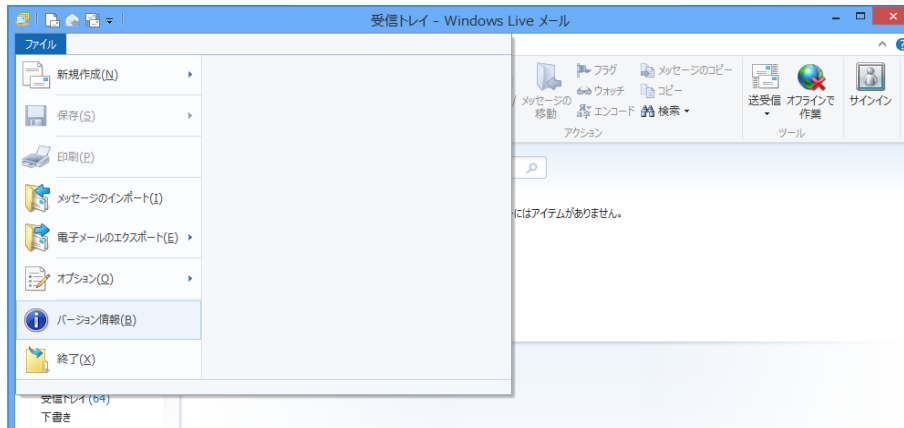 受信トレイ - Windows Live メール
ファイル
新規作成(N)
保存(S)
印刷(P)
メッセージのインポート(I)
電子メールのエクスポート(E)
オプション(O)
バージョン情報(B)
終了(X)
メッセージの
移動
フラグ
ウォッチ
エンコード
メッセージのコピー
コピー
検索
アクション
送受信
オフラインで
作業
ツール
サインイン
にはアイテムがありません。
受信トレイ (64)
下書き